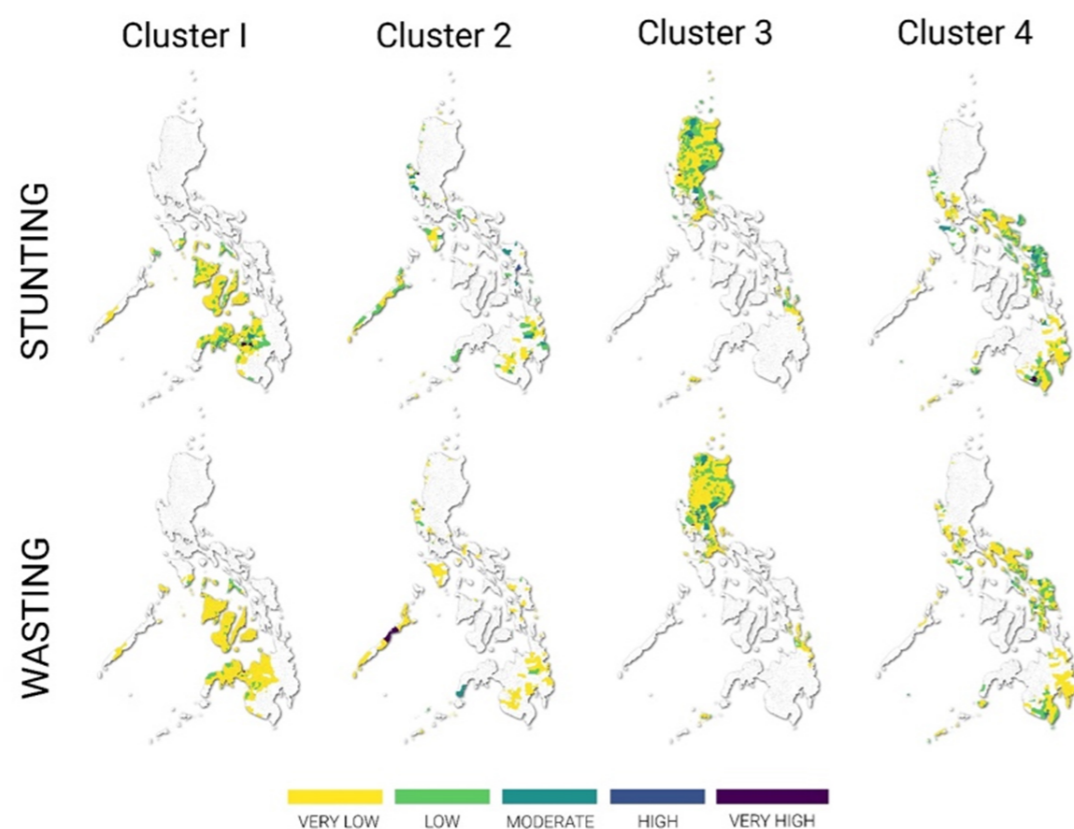 Cluster I
Cluster 2
Cluster 3
Cluster 4
STUNTING
WASTING
VERY LOW
LOW
MODERATE
HIGH
VERY HIGH